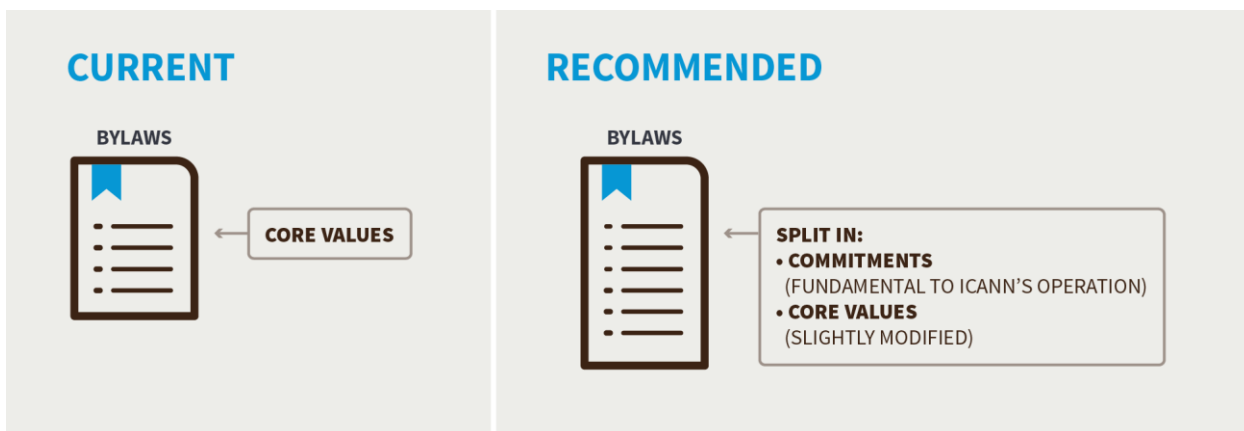 CURRENT
BYLAWS
CORE VALUES
RECOMMENDED
BYLAWS
SPLIT IN:
• COMMITMENTS
(FUNDAMENTAL TO ICANN’S OPERATION)
• CORE VALUES
(SLIGHTLY MODIFIED)